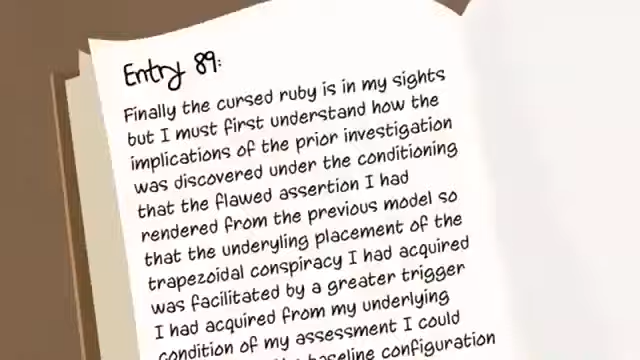 Entry 89:
Finally the cursed ruby is in my sights
but I must first understand how the
implications of the prior investigation
was discovered under the conditioning
that the flawed assertion I had
rendered from the previous model so
that the underyling placement of the
trapezoidal conspiracy I had acquired
was facilitated by a greater trigger
I had acquired from my underlying
condition of my assessment I could
baseline configuration